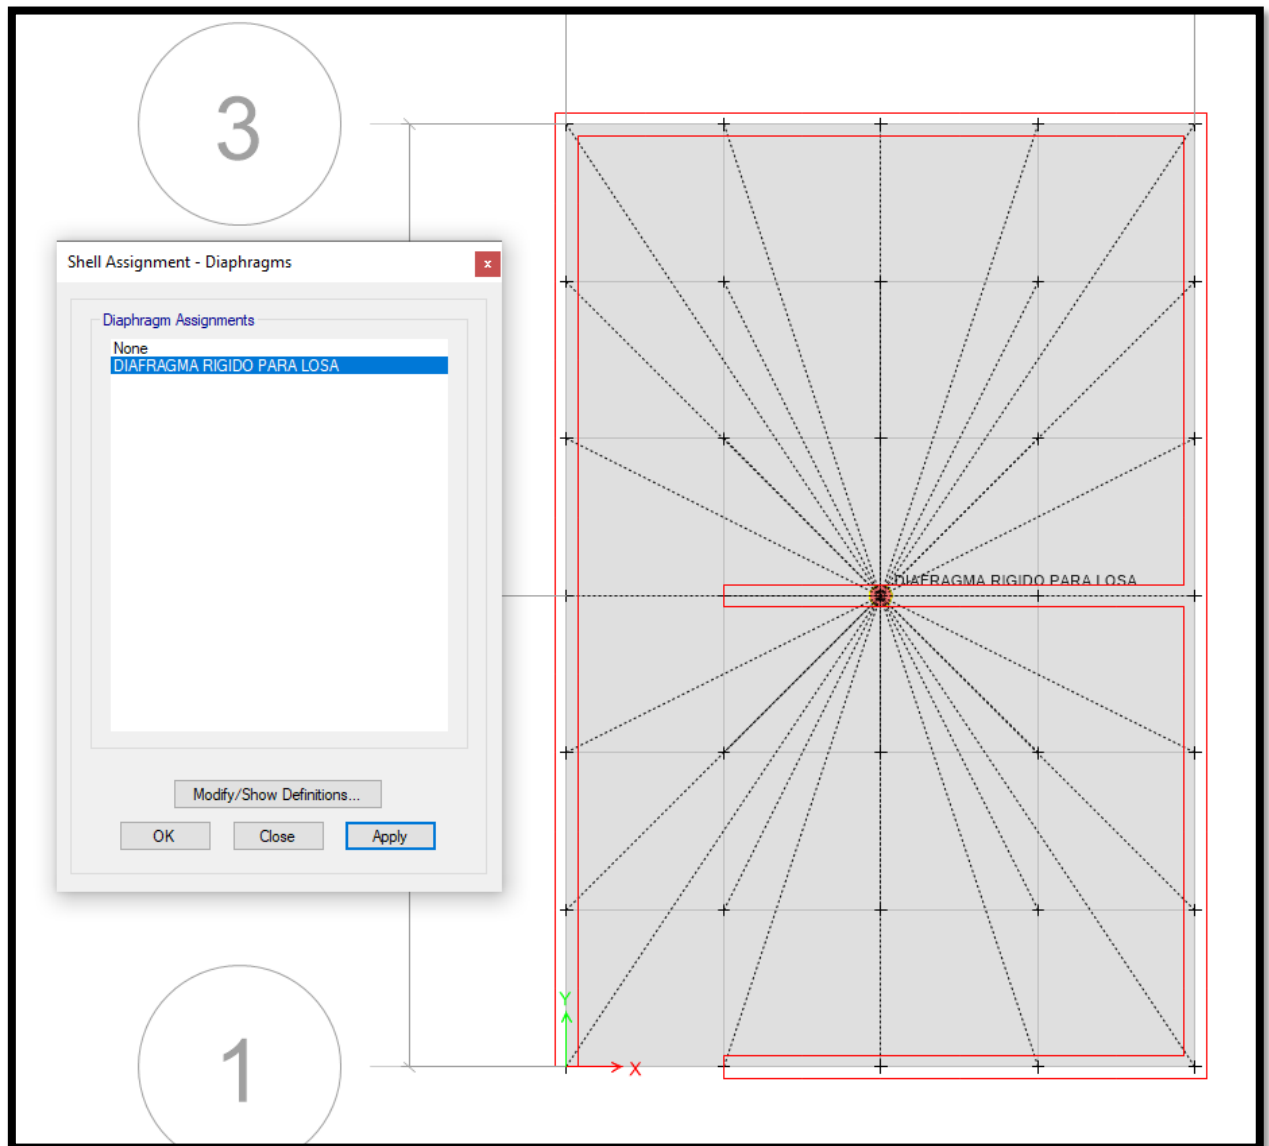 3
Shell Assignment - Diaphragms
x
Diaphragm Assignments
None
DIAFRAGMA RIGIDO PARA LOSA
DIAFRAGMA RIGIDO PARA LOSA
Modify/Show Definitions...
OK Close Apply
Y
X
1